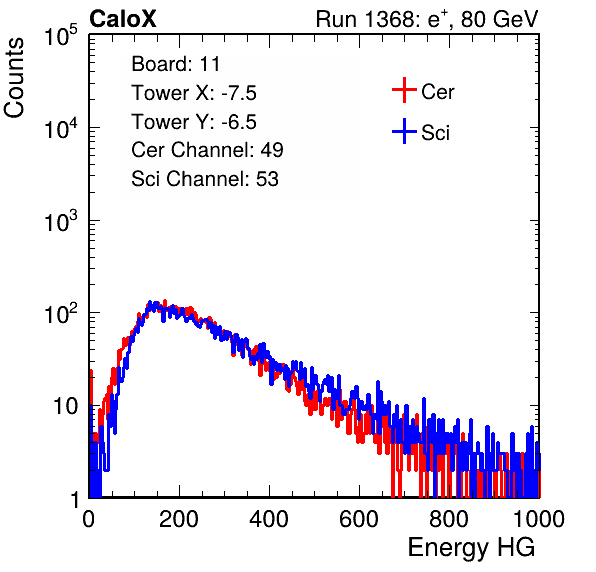 CaloX Run 1368: e⁺, 80 GeV
Counts
10⁵
10⁴
10³
10²
10
1
Board: 11
Tower X: -7.5
Tower Y: -6.5
Cer Channel: 49
Sci Channel: 53
Cer
Sci
0 200 400 600 800 1000
Energy HG